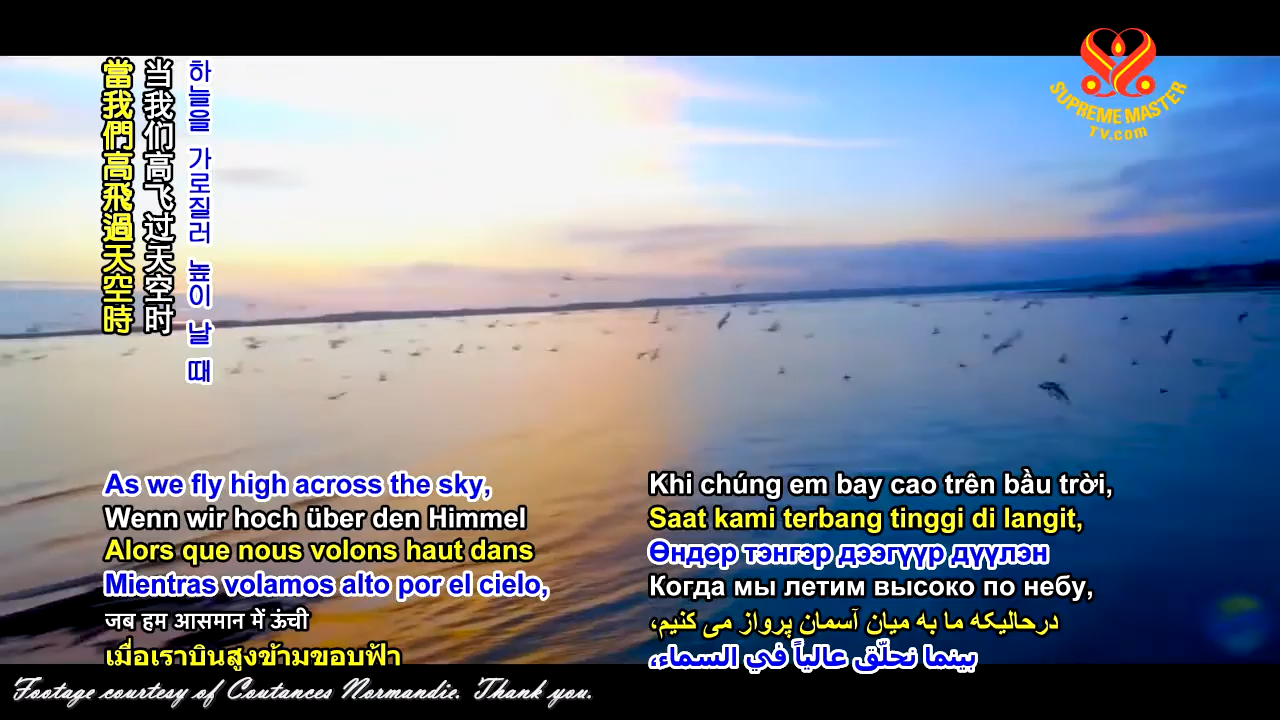 當我們高飛過天空時
当我们高飞过天空时
하늘을 가로질러 높이 날 때
SUPREME MASTER
TV.com
As we fly high across the sky,
Wenn wir hoch über den Himmel
Alors que nous volons haut dans
Mientras volamos alto por el cielo,
जब हम आसमान में ऊंची
เมื่อเราบินสูงข้ามขอบฟ้า
Khi chúng em bay cao trên bầu trời,
Saat kami terbang tinggi di langit,
Өндөр тэнгэр дээгүүр дүүлэн
Когда мы летим высоко по небу,
درحالیکه ما به میان آسمان پرواز می کنیم،
بينما نحلّق عالياً في السماء،
Footage courtesy of Coutances Normandie. Thank you.